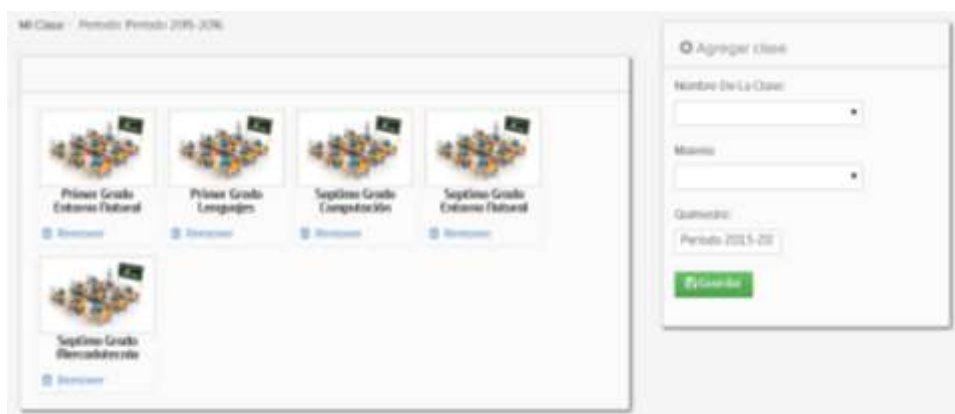 Mi Clase Periodo: Periodo 2015-2016
Primer Grado
Entorno Natural
Remover
Primer Grado
Lenguajes
Remover
Septimo Grado
Computación
Remover
Septimo Grado
Entorno Natural
Remover
Septimo Grado
Mercadotecnia
Remover
Agregar clase
Nombre De La Clase:
Materia
Quimestre:
Periodo 2015-20
Guardar